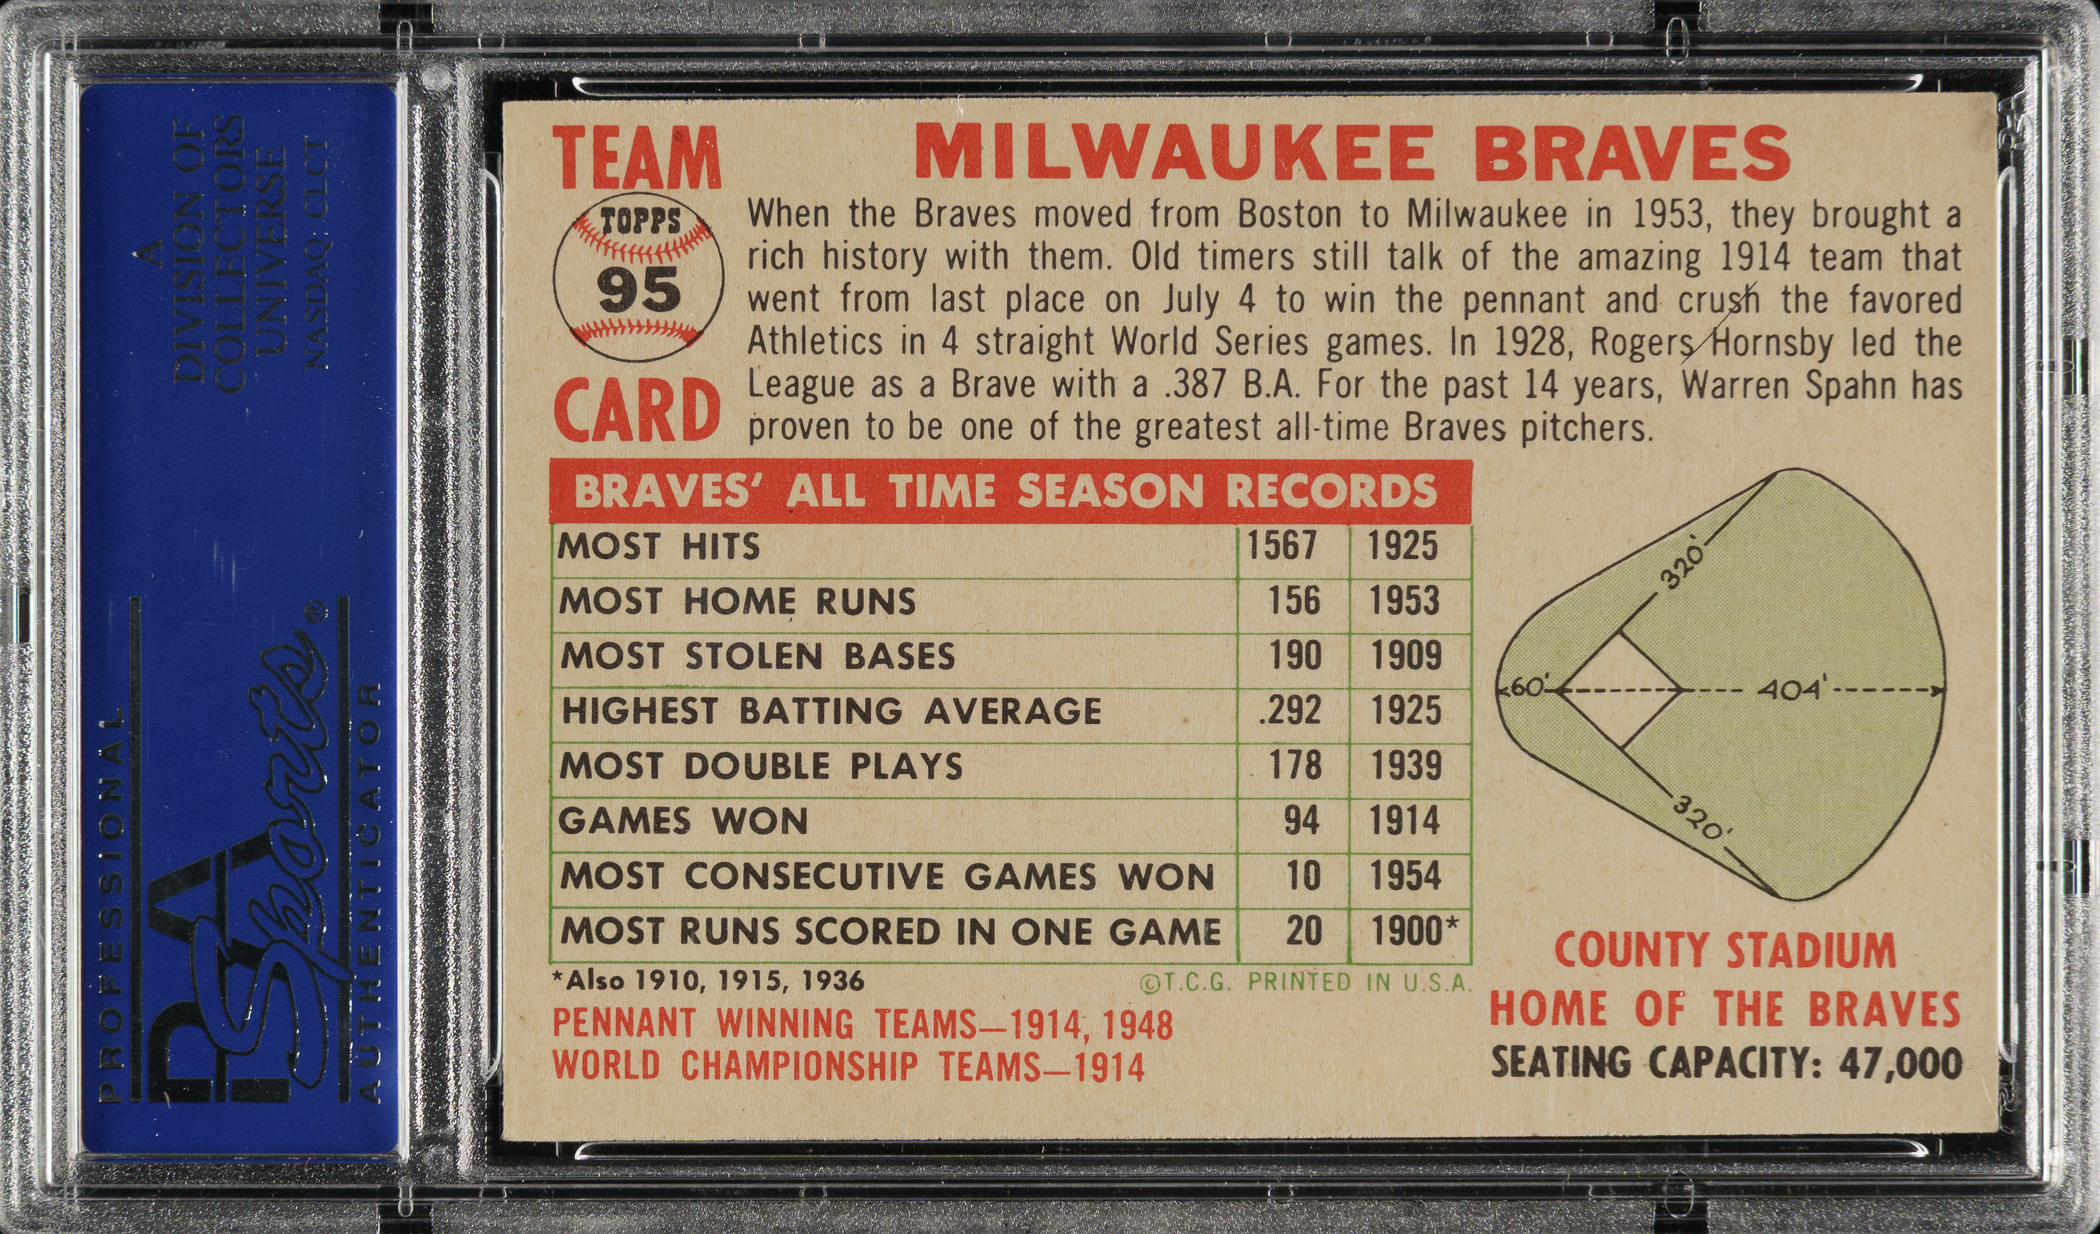 A
DIVISION OF
COLLECTORS
UNIVERSE
NASDAQ: CLCT
PROFESSIONAL
PSA
Sports®
AUTHENTICATOR
TEAM
TOPPS
95
CARD
MILWAUKEE BRAVES
When the Braves moved from Boston to Milwaukee in 1953, they brought a
rich history with them. Old timers still talk of the amazing 1914 team that
went from last place on July 4 to win the pennant and crush the favored
Athletics in 4 straight World Series games. In 1928, Rogers Hornsby led the
League as a Brave with a .387 B.A. For the past 14 years, Warren Spahn has
proven to be one of the greatest all-time Braves pitchers.
BRAVES' ALL TIME SEASON RECORDS
MOST HITS 1567 1925
MOST HOME RUNS 156 1953
MOST STOLEN BASES 190 1909
HIGHEST BATTING AVERAGE .292 1925
MOST DOUBLE PLAYS 178 1939
GAMES WON 94 1914
MOST CONSECUTIVE GAMES WON 10 1954
MOST RUNS SCORED IN ONE GAME 20 1900*
*Also 1910, 1915, 1936
©T.C.G. PRINTED IN U.S.A.
PENNANT WINNING TEAMS—1914, 1948
WORLD CHAMPIONSHIP TEAMS—1914
320'
60'
404'
320'
COUNTY STADIUM
HOME OF THE BRAVES
SEATING CAPACITY: 47,000